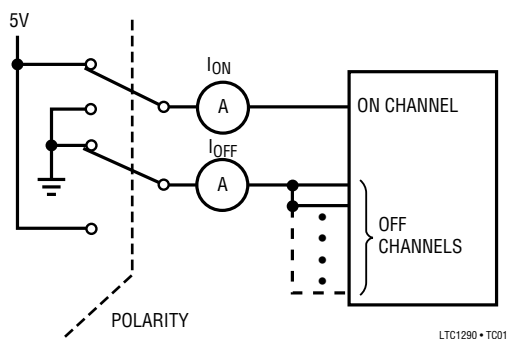 5V
ION
A
ON CHANNEL
IOFF
A
OFF
CHANNELS
POLARITY
LTC1290 • TC01